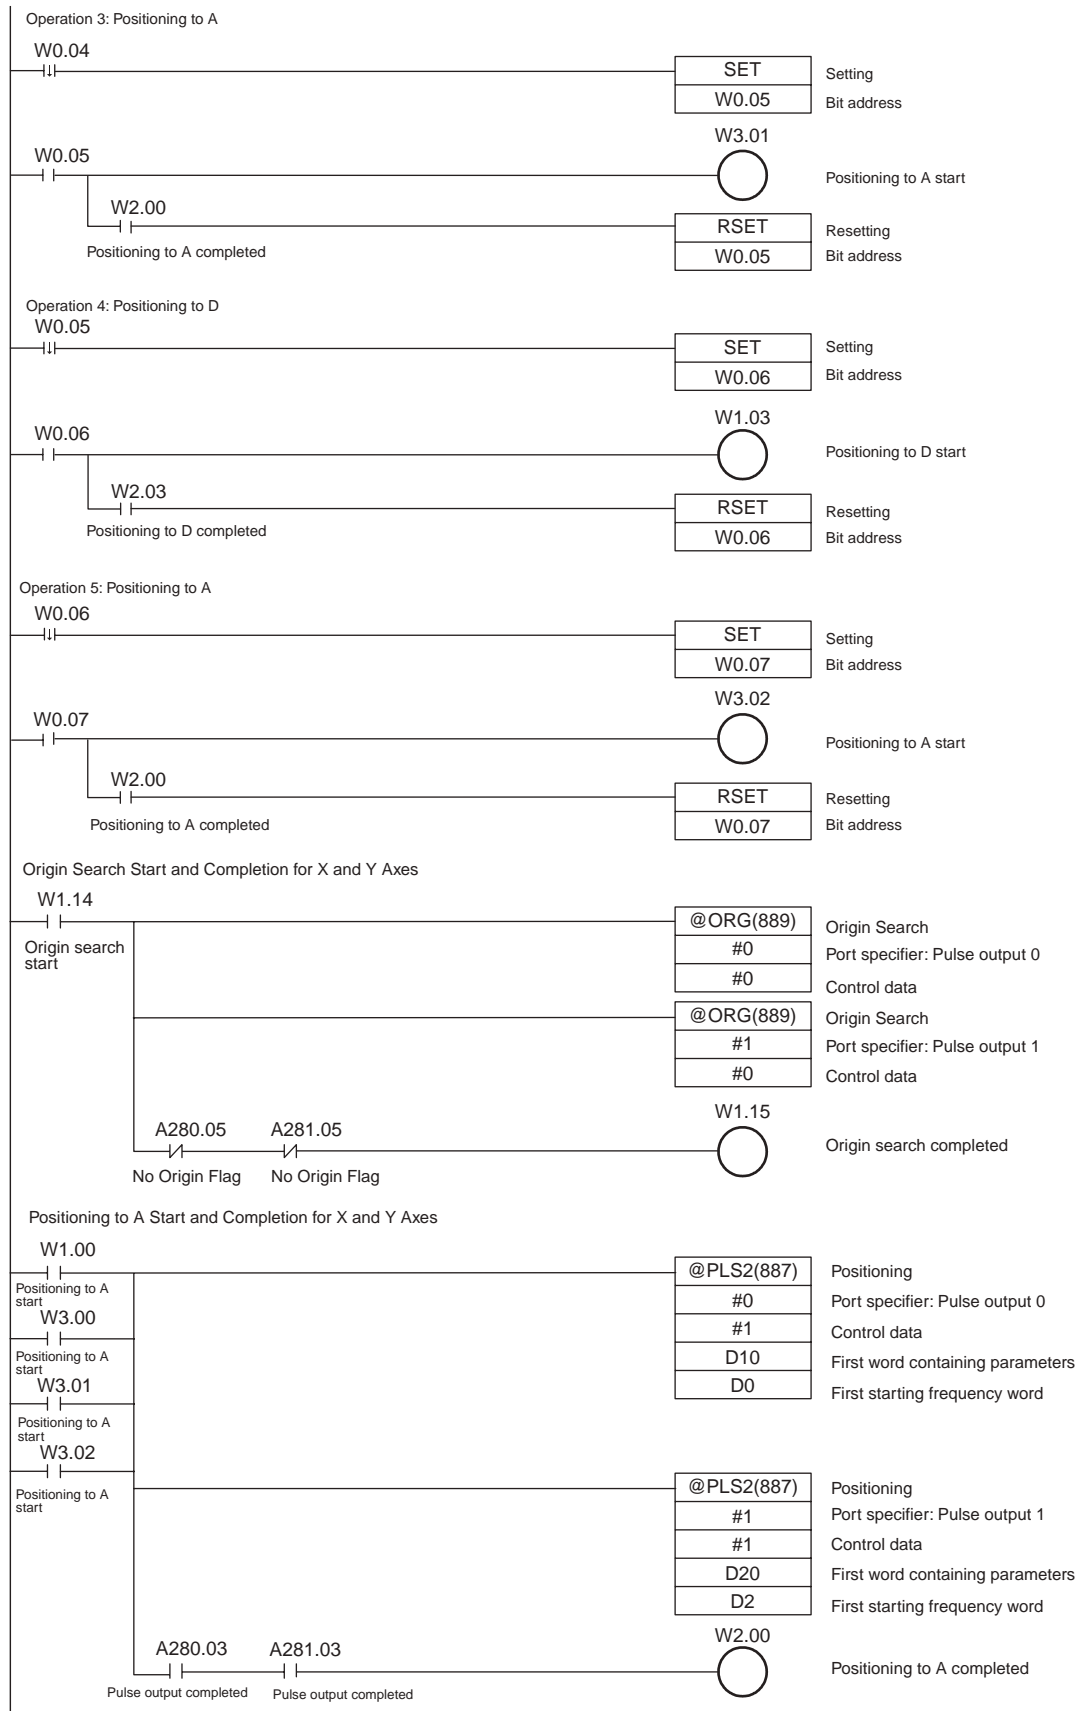 Operation 3: Positioning to A
W0.04
SET
Setting
W0.05
Bit address
W3.01
W0.05
Positioning to A start
W2.00
RSET
Resetting
Positioning to A completed
W0.05
Bit address
Operation 4: Positioning to D
W0.05
SET
Setting
W0.06
Bit address
W1.03
W0.06
Positioning to D start
W2.03
RSET
Resetting
Positioning to D completed
W0.06
Bit address
Operation 5: Positioning to A
W0.06
SET
Setting
W0.07
Bit address
W3.02
W0.07
Positioning to A start
W2.00
RSET
Resetting
Positioning to A completed
W0.07
Bit address
Origin Search Start and Completion for X and Y Axes
W1.14
@ORG(889)
Origin Search
Origin search
start
#0
Port specifier: Pulse output 0
#0
Control data
@ORG(889)
Origin Search
#1
Port specifier: Pulse output 1
#0
Control data
W1.15
A280.05
A281.05
Origin search completed
No Origin Flag
No Origin Flag
Positioning to A Start and Completion for X and Y Axes
W1.00
@PLS2(887)
Positioning
Positioning to A
start
#0
Port specifier: Pulse output 0
W3.00
#1
Control data
Positioning to A
start
D10
First word containing parameters
W3.01
D0
First starting frequency word
Positioning to A
start
W3.02
Positioning to A
start
@PLS2(887)
Positioning
#1
Port specifier: Pulse output 1
#1
Control data
D20
First word containing parameters
D2
First starting frequency word
W2.00
A280.03
A281.03
Positioning to A completed
Pulse output completed
Pulse output completed